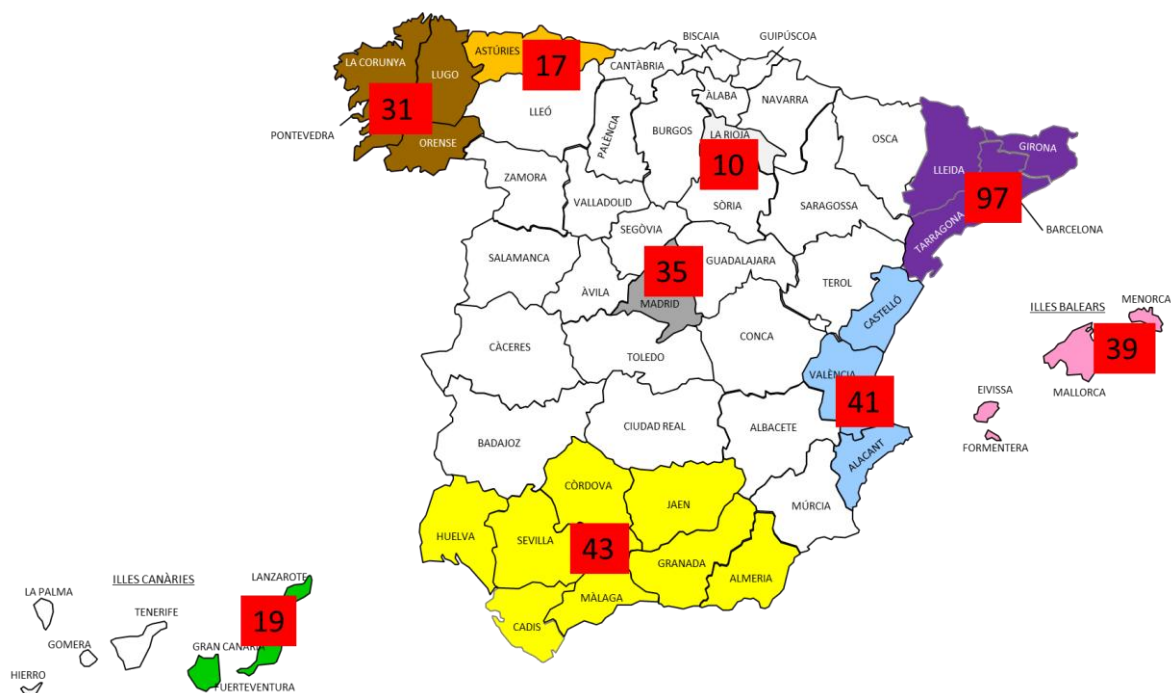 BISCAIA
GUIPÚSCOA
ASTÚRIES
17
CANTÀBRIA
LA CORUNYA
LUGO
31
PONTEVEDRA
ORENSE
LLEÓ
PALÈNCIA
BURGOS
ÀLABA
NAVARRA
LA RIOJA
10
OSCA
GIRONA
LLEIDA
97
BARCELONA
TARRAGONA
ZAMORA
VALLADOLID
SÒRIA
SARAGOSSA
SEGÒVIA
SALAMANCA
ÀVILA
35
MADRID
GUADALAJARA
TEROL
CASTELLÓ
ILLES BALEARS
MENORCA
39
MALLORCA
EIVISSA
FORMENTERA
CÀCERES
TOLEDO
CONCA
VALÈNCIA
41
ALACANT
BADAJOZ
CIUDAD REAL
ALBACETE
MÚRCIA
CÒRDOVA
JAEN
HUELVA
SEVILLA
43
GRANADA
ALMERIA
MÀLAGA
CADIS
ILLES CANÀRIES
LANZAROTE
LA PALMA
TENERIFE
19
GOMERA
GRAN CANARIA
HIERRO
FUERTEVENTURA